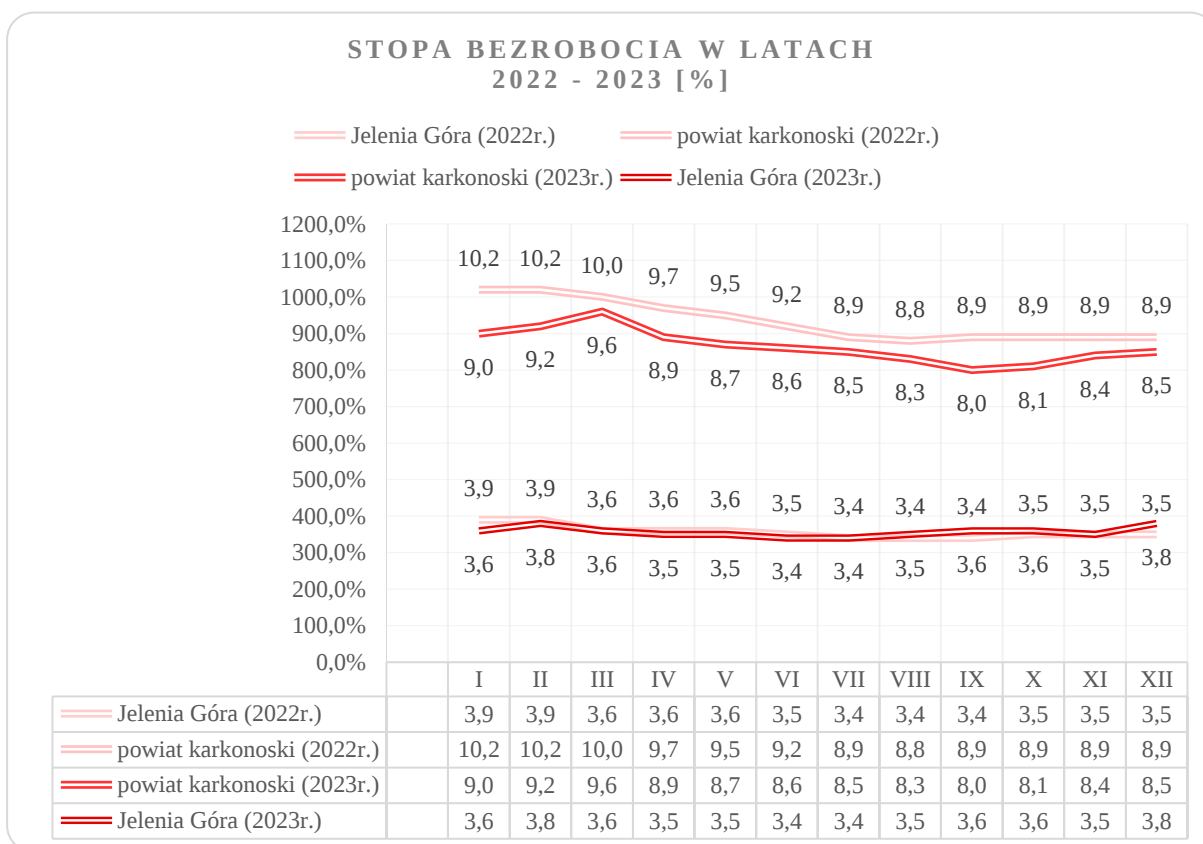 STOPA BEZROBOCIA W LATACH
2022 - 2023 [%]
Jelenia Góra (2022r.) powiat karkonoski (2022r.)
powiat karkonoski (2023r.) Jelenia Góra (2023r.)
1200,0%
1100,0%
1000,0%
900,0%
800,0%
700,0%
600,0%
500,0%
400,0%
300,0%
200,0%
100,0%
0,0%
10,2 10,2 10,0 9,7 9,5 9,2 8,9 8,8 8,9 8,9 8,9 8,9
9,0 9,2 9,6 8,9 8,7 8,6 8,5 8,3 8,0 8,1 8,4 8,5
3,9 3,9 3,6 3,6 3,6 3,5 3,4 3,4 3,4 3,5 3,5 3,5
3,6 3,8 3,6 3,5 3,5 3,4 3,4 3,5 3,6 3,6 3,5 3,8
I II III IV V VI VII VIII IX X XI XII
Jelenia Góra (2022r.) 3,9 3,9 3,6 3,6 3,6 3,5 3,4 3,4 3,4 3,5 3,5 3,5
powiat karkonoski (2022r.) 10,2 10,2 10,0 9,7 9,5 9,2 8,9 8,8 8,9 8,9 8,9 8,9
powiat karkonoski (2023r.) 9,0 9,2 9,6 8,9 8,7 8,6 8,5 8,3 8,0 8,1 8,4 8,5
Jelenia Góra (2023r.) 3,6 3,8 3,6 3,5 3,5 3,4 3,4 3,5 3,6 3,6 3,5 3,8